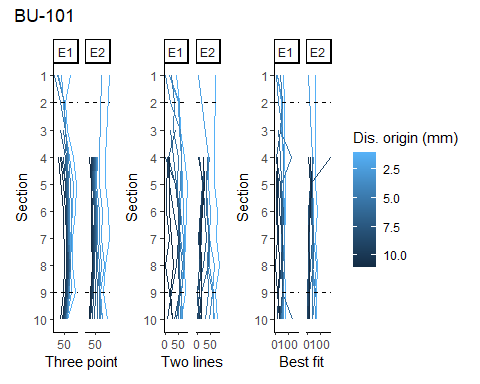 BU-101
E1 E2 E1 E2 E1 E2
1 1 1
2 2 2
3 3 3
4 4 4
5 5 5
6 6 6
7 7 7
8 8 8
9 9 9
10 10 10
Section Section Section
50 50 0 50 0 50 0100 0100
Three point Two lines Best fit
Dis. origin (mm)
2.5
5.0
7.5
10.0